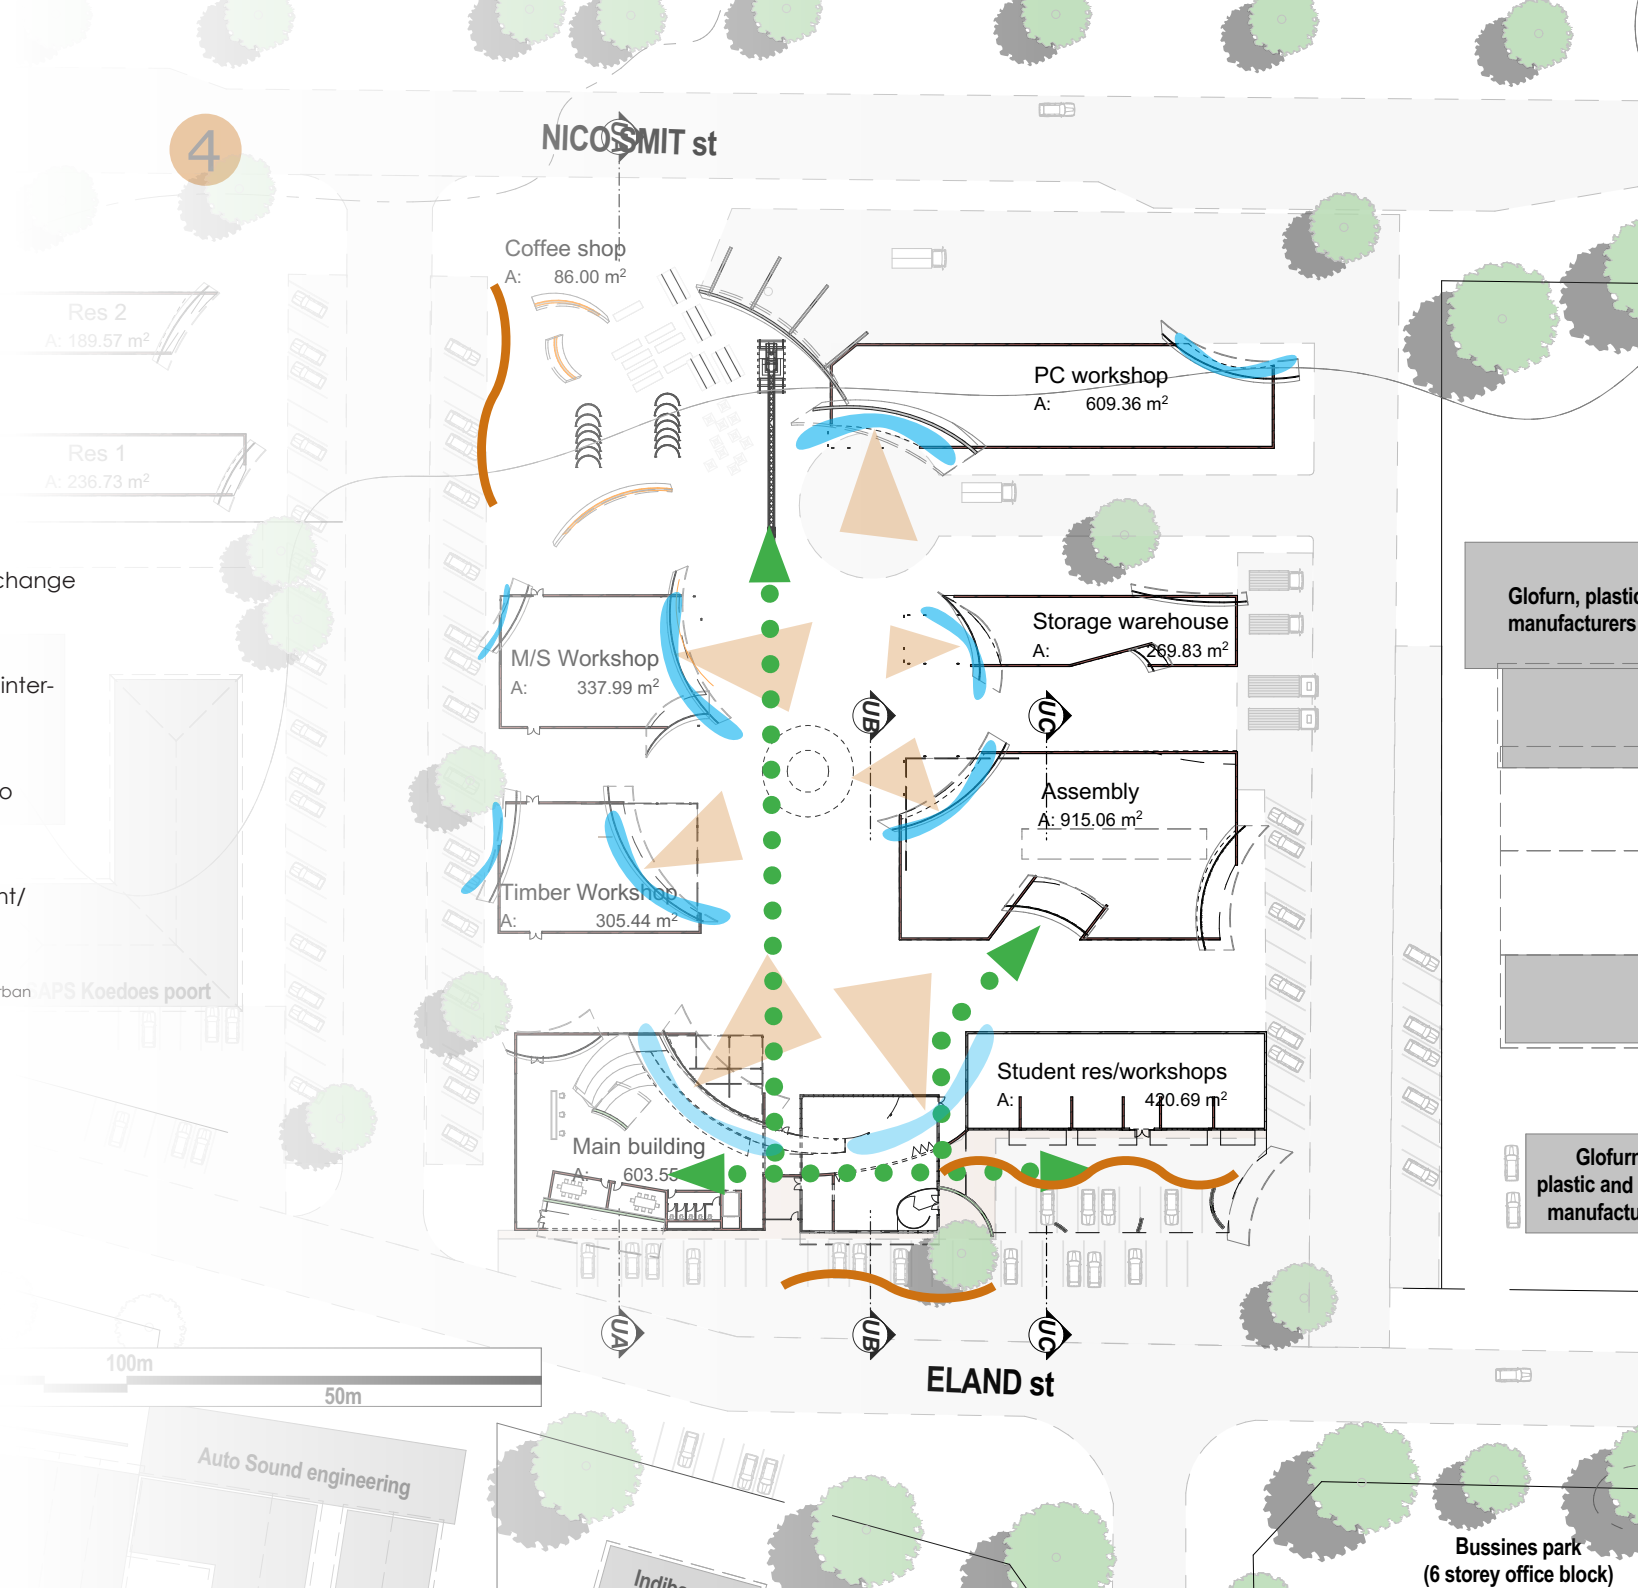 4
NICO SMIT st
Coffee shop
A: 86.00 m²
Res 2
A: 189.57 m²
PC workshop
A: 609.36 m²
Res 1
A: 236.73 m²
change
inter-
o
nt/
rban
M/S Workshop
A: 337.99 m²
Storage warehouse
A: 269.83 m²
Glofurn, plastic
manufacturers
UB
UC
Assembly
A: 915.06 m²
Timber Workshop
A: 305.44 m²
SAPS Koedoes poort
Student res/workshops
A: 420.69 m²
Main building
A: 603.55
Glofurn
plastic and
manufactu
UA
UB
UC
ELAND st
100m
50m
Auto Sound engineering
Bussines park
(6 storey office block)